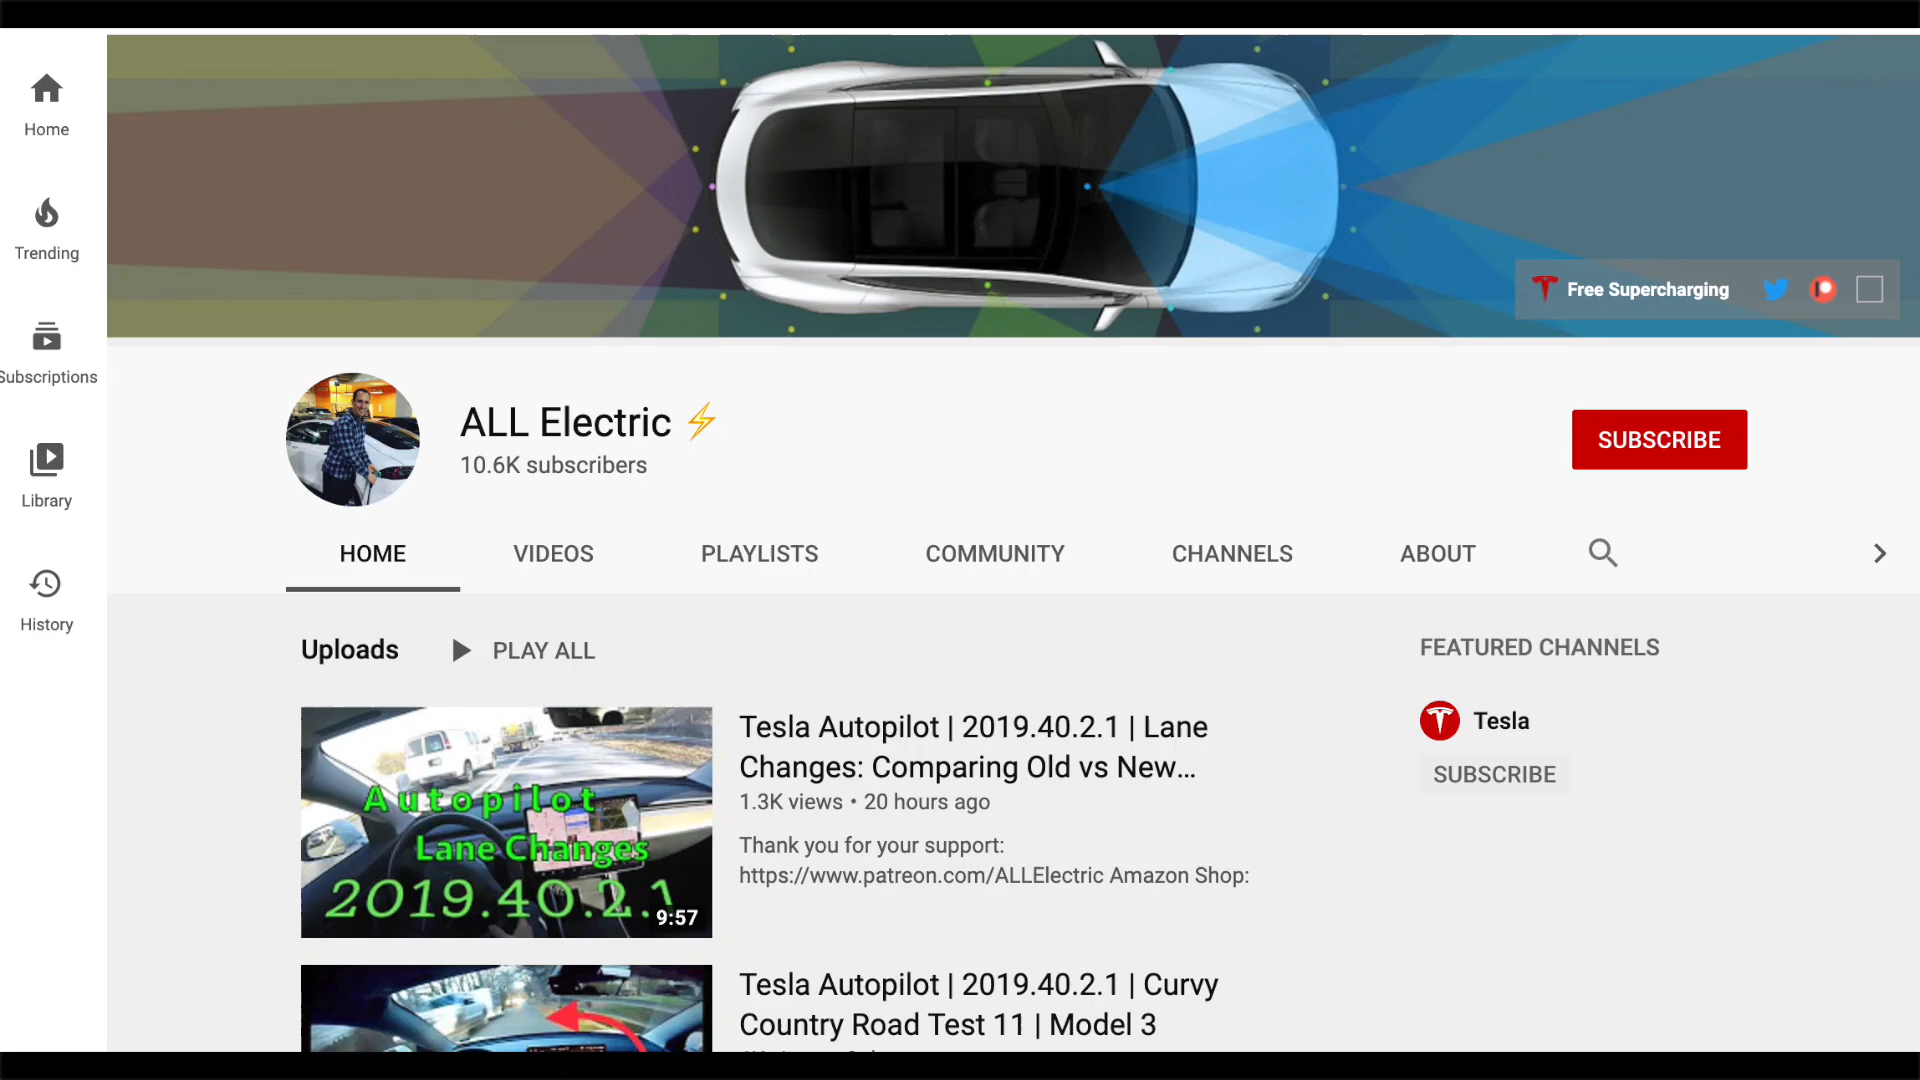 Home
Trending
Subscriptions
Library
History
Free Supercharging
ALL Electric ⚡
10.6K subscribers
SUBSCRIBE
HOME
VIDEOS
PLAYLISTS
COMMUNITY
CHANNELS
ABOUT
Uploads
PLAY ALL
Autopilot
Lane Changes
2019.40.2.1
9:57
Tesla Autopilot | 2019.40.2.1 | Lane
Changes: Comparing Old vs New...
1.3K views • 20 hours ago
Thank you for your support:
https://www.patreon.com/ALLElectric Amazon Shop:
Tesla Autopilot | 2019.40.2.1 | Curvy
Country Road Test 11 | Model 3
FEATURED CHANNELS
Tesla
SUBSCRIBE